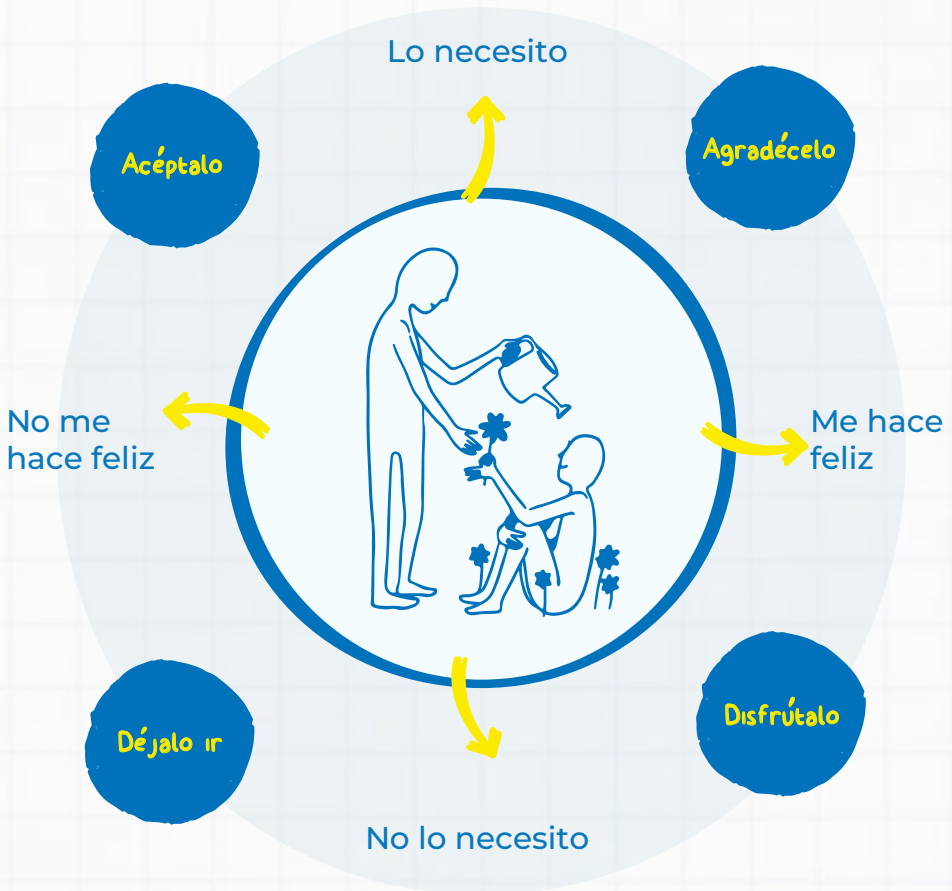 Lo necesito
Acéptalo
Agradécelo
No me
hace feliz
Me hace
feliz
Déjalo ir
Disfrútalo
No lo necesito